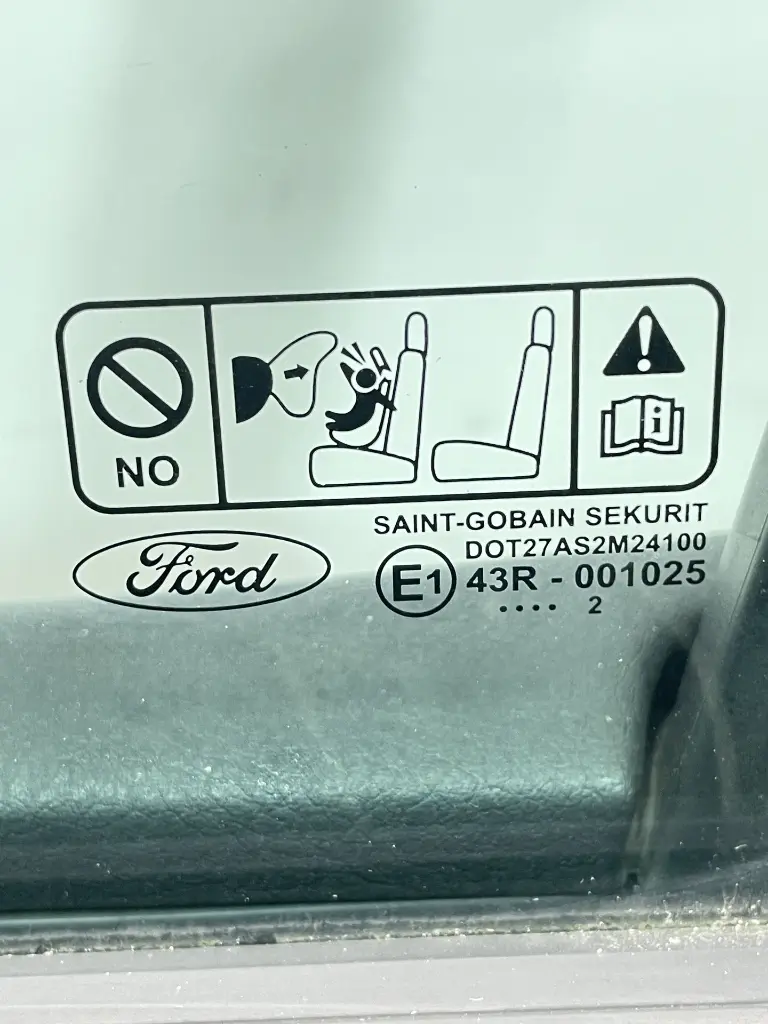 NO
i
SAINT-GOBAIN SEKURIT
DOT27AS2M24100
Ford
E1 43R - 001025
.... 2